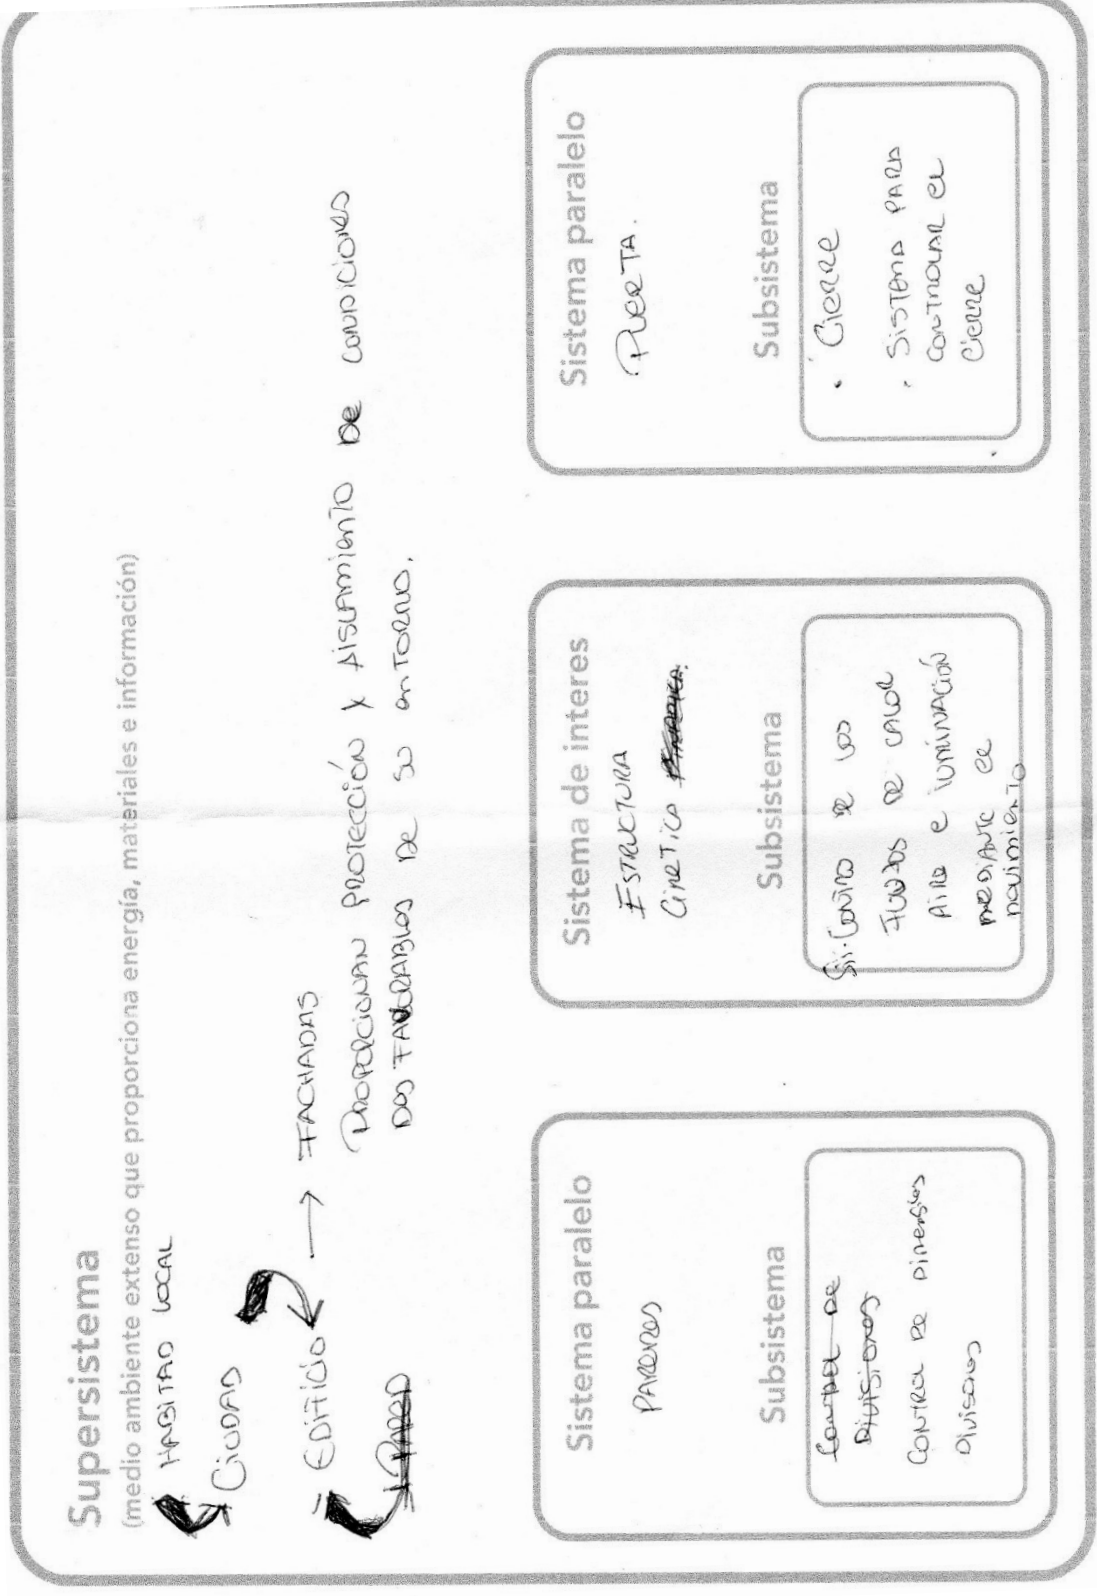 Supersistema
(medio ambiente extenso que proporciona energía, materiales e información)
HABITAD LOCAL
CIUDAD
EDIFICIO → FACHADAS
PROPORCIONAN PROTECCIÓN Y AISLAMIENTO DE CONDICIONES
DOS FAVORABLES DE SU ENTORNO.
PARED
Sistema paralelo
PAREDES
Subsistema
CONTROL DE
DIVISIONES
CONTROL DE
DIVISONES
Sistema de interes
ESTRUCTURA
CINETICA
Subsistema
CONTRO DE LOS
FLUJOS DE CALOR
AIRE e ILUMINACIÓN
MEDIANTE EL
MOVIMIENTO
Sistema paralelo
PUERTA.
Subsistema
• CIERRE
• SISTEMA PARA
CONTROLAR EL
CIERRE